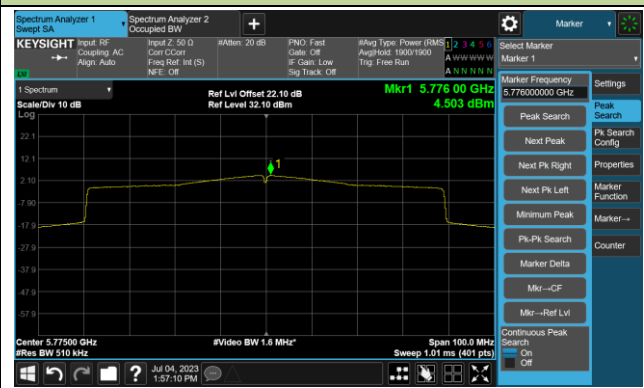 Spectrum Analyzer 1
Swept SA
Spectrum Analyzer 2
Occupied BW
+
Marker
KEYSIGHT
Input: RF
Coupling: AC
Align: Auto
Input Z: 50 Ω
Corr CCorr
Freq Ref: Int (S)
NFE: Off
#Atten: 20 dB
PNO: Fast
Gate: Off
IF Gain: Low
Sig Track: Off
#Avg Type: Power (RMS
Avg|Hold: 1900/1900
Trig: Free Run
1 2 3 4 5 6
A W W W W W
A N N N N N
LXI
Select Marker
Marker 1
1 Spectrum
Scale/Div 10 dB
Log
Ref Lvl Offset 22.10 dB
Ref Level 32.10 dBm
Mkr1 5.776 00 GHz
4.503 dBm
22.1
12.1
2.10
-7.90
-17.9
-27.9
-37.9
-47.9
-57.9
1
Center 5.77500 GHz
#Res BW 510 kHz
#Video BW 1.6 MHz*
Span 100.0 MHz
Sweep 1.01 ms (401 pts)
Marker Frequency
5.776000000 GHz
Peak Search
Next Peak
Next Pk Right
Next Pk Left
Minimum Peak
Pk-Pk Search
Marker Delta
Mkr→CF
Mkr→Ref Lvl
Continuous Peak
Search
On
Off
Settings
Peak
Search
Pk Search
Config
Properties
Marker
Function
Marker→
Counter
?
Jul 04, 2023
1:57:10 PM